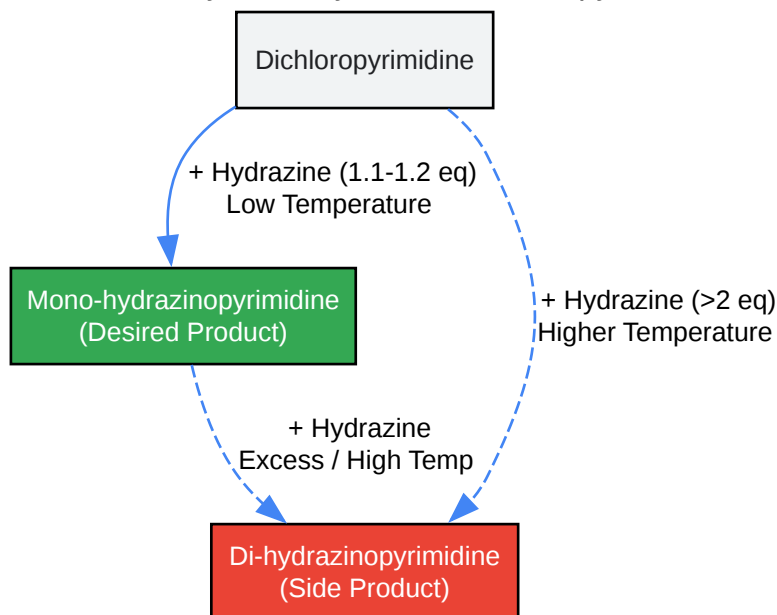 Dichloropyrimidine
+ Hydrazine (1.1-1.2 eq)
Low Temperature
Mono-hydrazinopyrimidine
(Desired Product)
+ Hydrazine (>2 eq)
Higher Temperature
+ Hydrazine
Excess / High Temp
Di-hydrazinopyrimidine
(Side Product)